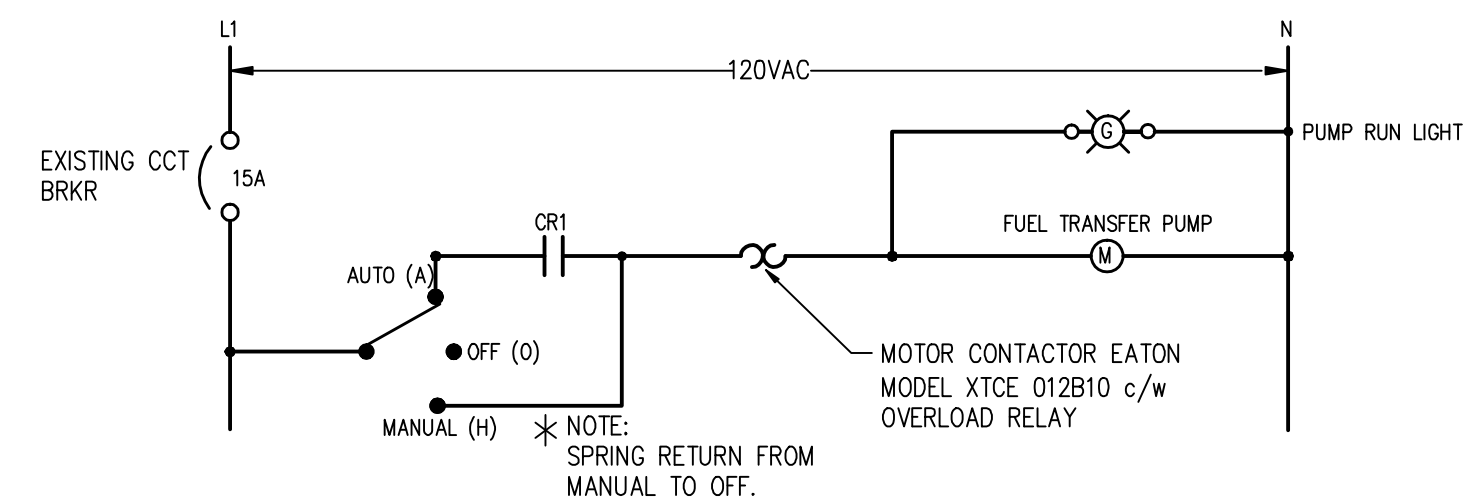 L1
N
120VAC
G
PUMP RUN LIGHT
EXISTING CCT
BRKR
15A
CR1
FUEL TRANSFER PUMP
M
AUTO (A)
OFF (O)
MANUAL (H)
* NOTE:
SPRING RETURN FROM
MANUAL TO OFF.
MOTOR CONTACTOR EATON
MODEL XTCE 012B10 c/w
OVERLOAD RELAY